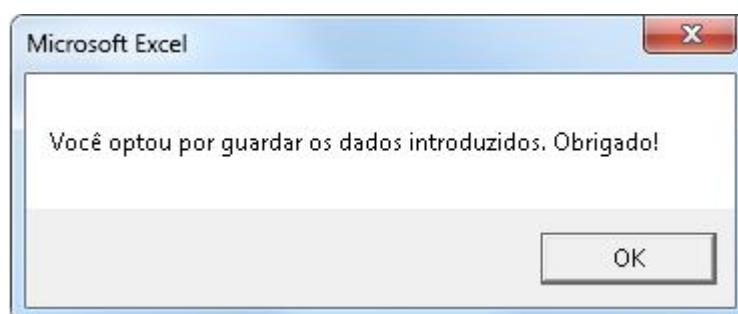 Microsoft Excel
Você optou por guardar os dados introduzidos. Obrigado!
OK